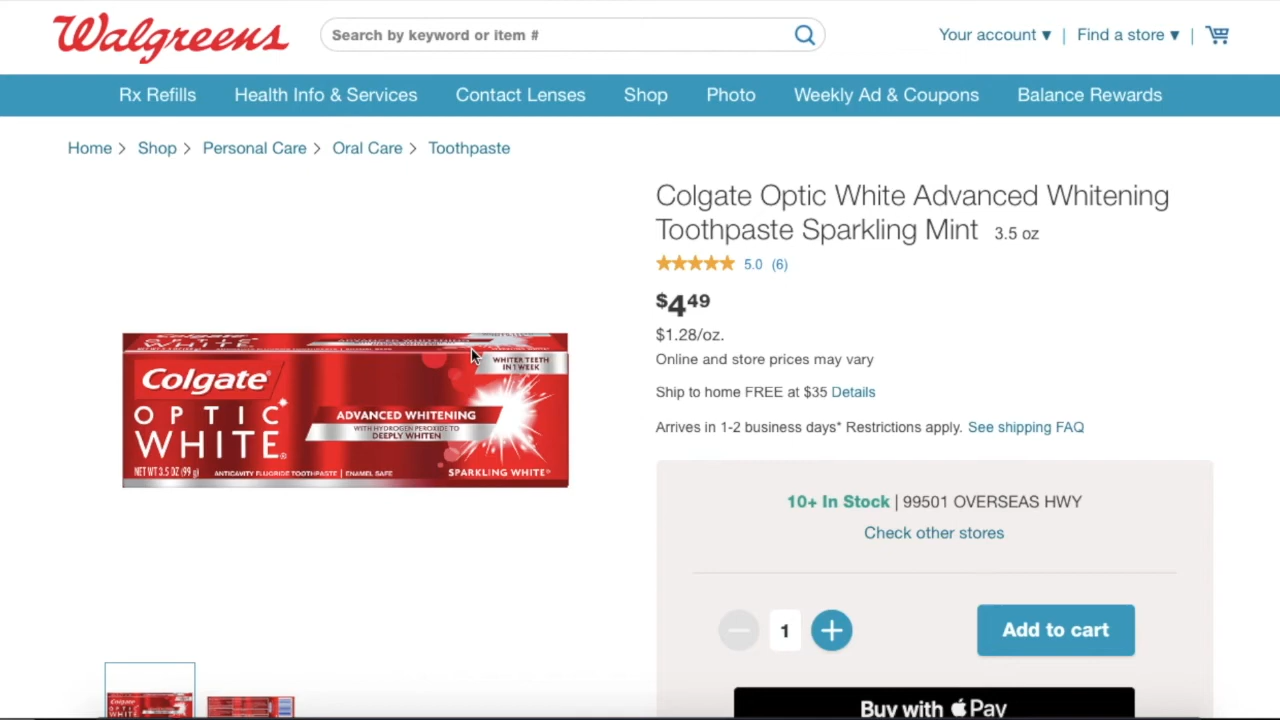 Walgreens
Search by keyword or item #
Your account ▼ | Find a store ▼ |
Rx Refills Health Info & Services Contact Lenses Shop Photo Weekly Ad & Coupons Balance Rewards
Home > Shop > Personal Care > Oral Care > Toothpaste
Colgate Optic White Advanced Whitening
Toothpaste Sparkling Mint 3.5 oz
5.0 (6)
$4 49
$1.28/oz.
Online and store prices may vary
Ship to home FREE at $35 Details
Arrives in 1-2 business days* Restrictions apply. See shipping FAQ
WHITE
WHITER TEETH
IN 1 WEEK
Colgate®
OPTIC
WHITE®
ADVANCED WHITENING
WITH HYDROGEN PEROXIDE TO
DEEPLY WHITEN
NET WT 3.5 OZ (99 g) ANTICAVITY FLUORIDE TOOTHPASTE | ENAMEL SAFE
SPARKLING WHITE®
10+ In Stock | 99501 OVERSEAS HWY
Check other stores
1
Add to cart
Buy with Pay
Colgate
WHITE